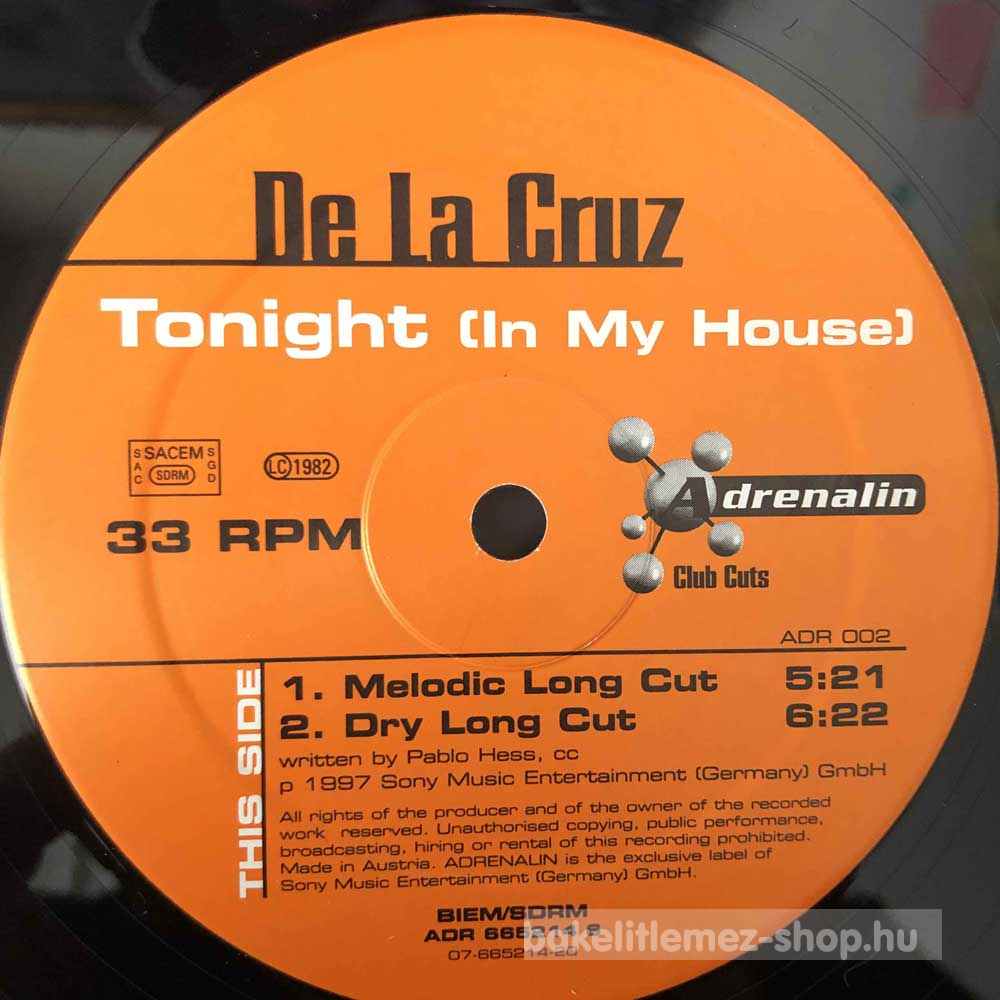 De La Cruz
Tonight (In My House)
SACEM
SAC
SDRM
SGD
LC 1982
33 RPM
Adrenalin
Club Cuts
ADR 002
THIS SIDE
1. Melodic Long Cut 5:21
2. Dry Long Cut 6:22
written by Pablo Hess, cc
p 1997 Sony Music Entertainment (Germany) GmbH
All rights of the producer and of the owner of the recorded
work reserved. Unauthorised copying, public performance,
broadcasting, hiring or rental of this recording prohibited.
Made in Austria. ADRENALIN is the exclusive label of
Sony Music Entertainment (Germany) GmbH.
BIEM/SDRM
ADR 665214 6
07-665214-20
bakelitlemez-shop.hu